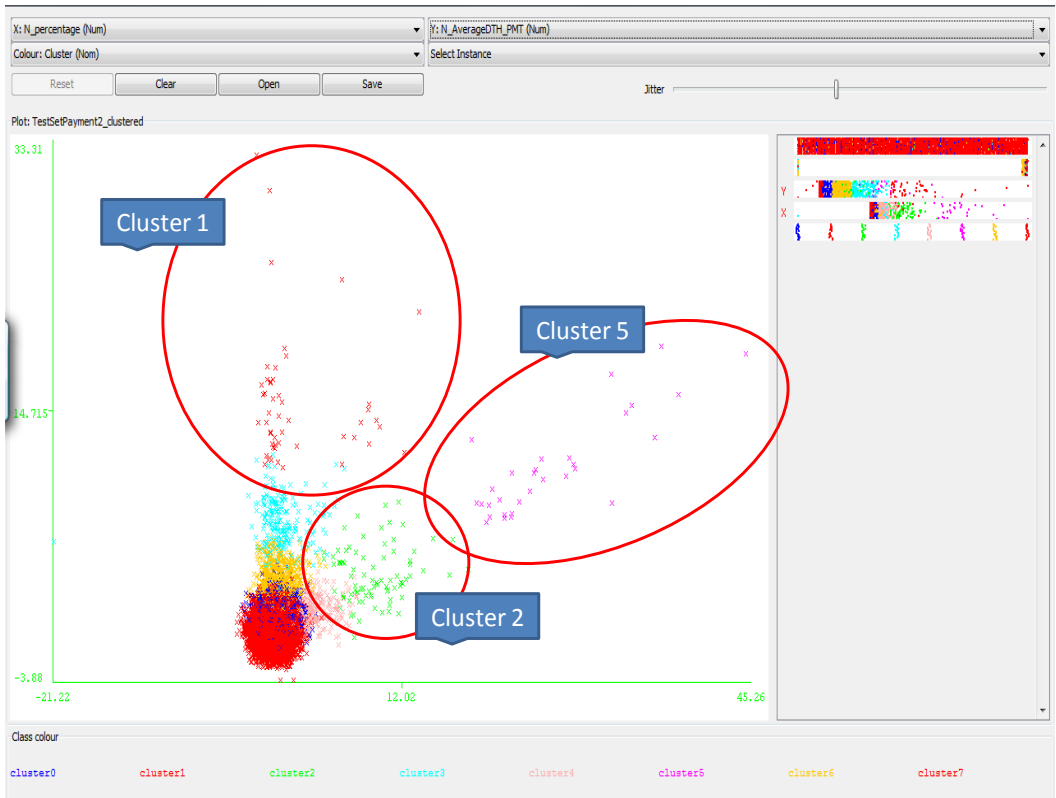 X: N_percentage (Num)
Y: N_AverageDTH_PMT (Num)
Colour: Cluster (Nom)
Select Instance
Reset
Clear
Open
Save
Jitter
Plot: TestSetPayment2_clustered
33.31
14.715
-3.88
-21.22
12.02
45.26
Cluster 1
Cluster 5
Cluster 2
Y
X
Class colour
cluster0
cluster1
cluster2
cluster3
cluster4
cluster5
cluster6
cluster7